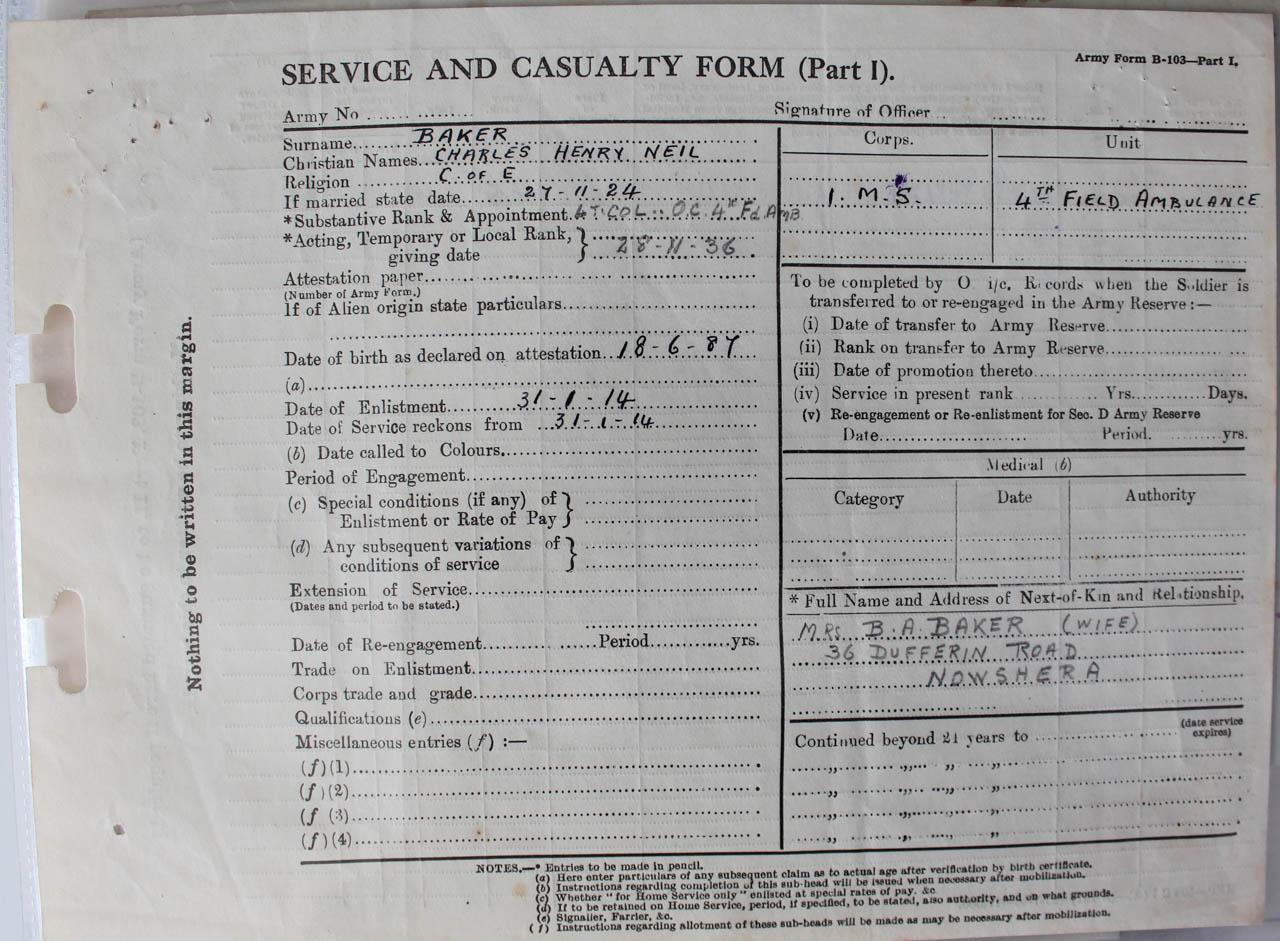 Army Form B-103—Part I.
SERVICE AND CASUALTY FORM (Part I).
Army No ....................
Signature of Officer ....................
Surname BAKER
Christian Names CHARLES HENRY NEIL
Religion C. OF E
If married state date 27-11-24
*Substantive Rank & Appointment LT COL. O.C. 4th Fd. Amb
*Acting, Temporary or Local Rank, giving date } 28-11-36
Attestation paper
(Number of Army Form.)
If of Alien origin state particulars
Date of birth as declared on attestation 18-6-87
(a)
Date of Enlistment 31-1-14
Date of Service reckons from 31-1-14
(b) Date called to Colours.
Period of Engagement
(c) Special conditions (if any) of }
Enlistment or Rate of Pay }
(d) Any subsequent variations of }
conditions of service }
Extension of Service
(Dates and period to be stated.)
Date of Re-engagement Period yrs.
Trade on Enlistment
Corps trade and grade
Qualifications (e)
Miscellaneous entries (f) :—
(f) (1)
(f) (2)
(f (3)
(f) (4)
Nothing to be written in this margin.
Corps. Unit
I. M. S. 4TH FIELD AMBULANCE
To be completed by O i/c. Records when the Soldier is
transferred to or re-engaged in the Army Reserve :—
(i) Date of transfer to Army Reserve
(ii) Rank on transfer to Army Reserve
(iii) Date of promotion thereto
(iv) Service in present rank Yrs. Days.
(v) Re-engagement or Re-enlistment for Sec. D Army Reserve
Date Period. yrs.
Medical (b)
Category Date Authority
* Full Name and Address of Next-of-Kin and Relationship.
MRS. B. A. BAKER (WIFE)
36 DUFFERIN ROAD
NOWSHERA
Continued beyond 21 years to (date service expires)
,, ,, ,, ,,
,, ,, ,, ,,
,, ,, ,, ,,
,, ,, ,, ,,
NOTES.—* Entries to be made in pencil.
(a) Here enter particulars of any subsequent claim as to actual age after verification by birth certificate.
(b) Instructions regarding completion of this sub-head will be issued when necessary after mobilization.
(c) Whether "for Home Service only" enlisted at special rates of pay. &c
(d) If to be retained on Home Service, period, if specified, to be stated, also authority, and on what grounds.
(e) Signaller, Farrier, &c.
(f) Instructions regarding allotment of these sub-heads will be made as may be necessary after mobilization.